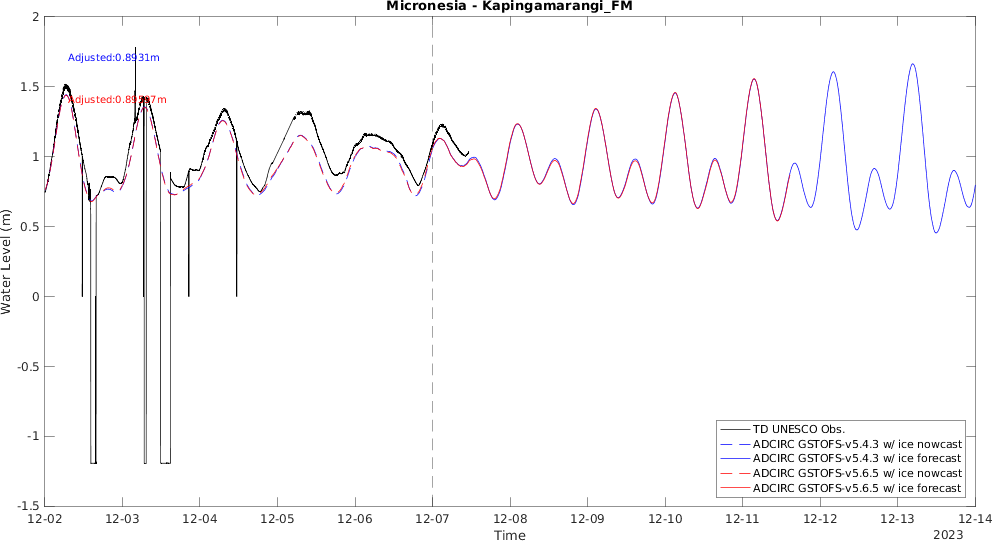 Micronesia - Kapingamarangi_FM
2
1.5
1
0.5
0
-0.5
-1
-1.5
Water Level (m)
Adjusted:0.8931m
12-02
12-03
12-04
12-05
12-06
12-07
12-08
12-09
12-10
12-11
12-12
12-13
12-14
Time
2023
TD UNESCO Obs.
ADCIRC GSTOFS-v5.4.3 w/ ice nowcast
ADCIRC GSTOFS-v5.4.3 w/ ice forecast
ADCIRC GSTOFS-v5.6.5 w/ ice nowcast
ADCIRC GSTOFS-v5.6.5 w/ ice forecast